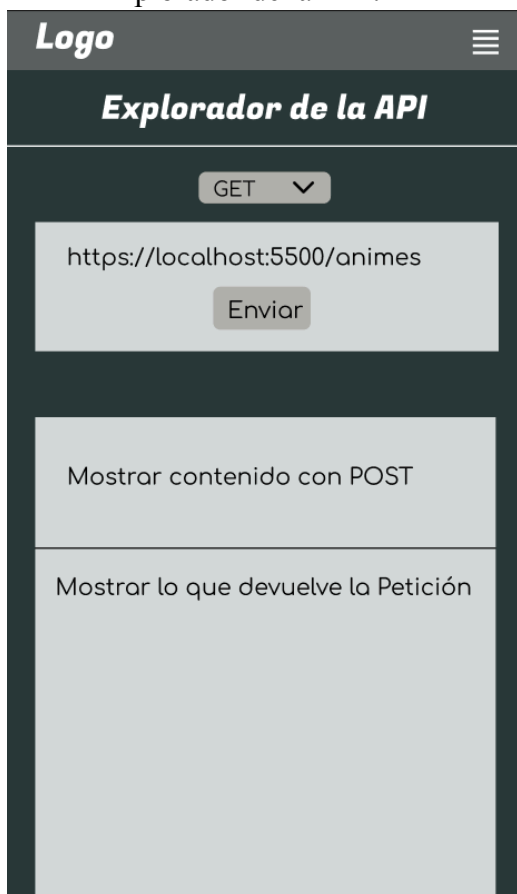 Logo
Explorador de la API
GET
https://localhost:5500/animes
Enviar
Mostrar contenido con POST
Mostrar lo que devuelve la Petición